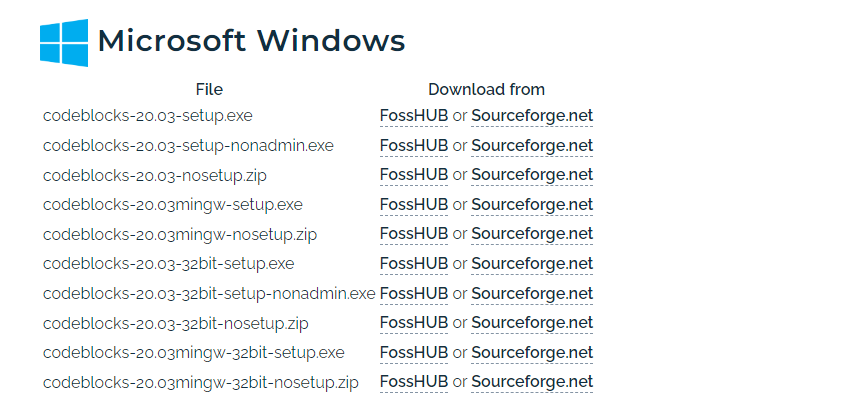 Microsoft Windows
File Download from
codeblocks-20.03-setup.exe FossHUB or Sourceforge.net
codeblocks-20.03-setup-nonadmin.exe FossHUB or Sourceforge.net
codeblocks-20.03-nosetup.zip FossHUB or Sourceforge.net
codeblocks-20.03mingw-setup.exe FossHUB or Sourceforge.net
codeblocks-20.03mingw-nosetup.zip FossHUB or Sourceforge.net
codeblocks-20.03-32bit-setup.exe FossHUB or Sourceforge.net
codeblocks-20.03-32bit-setup-nonadmin.exe FossHUB or Sourceforge.net
codeblocks-20.03-32bit-nosetup.zip FossHUB or Sourceforge.net
codeblocks-20.03mingw-32bit-setup.exe FossHUB or Sourceforge.net
codeblocks-20.03mingw-32bit-nosetup.zip FossHUB or Sourceforge.net